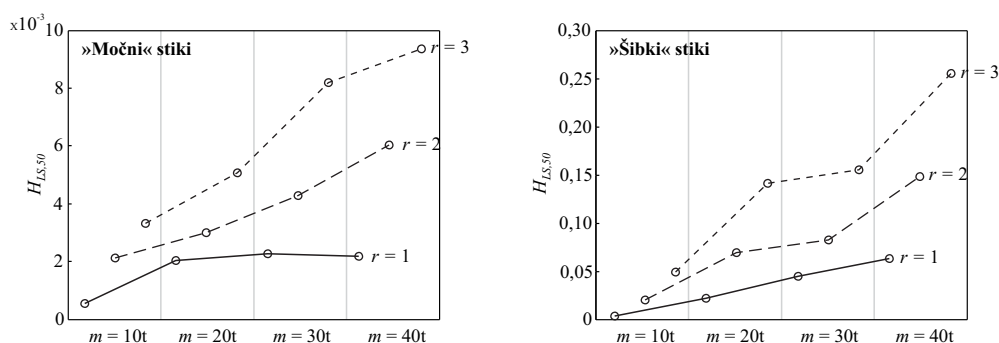 x10⁻³
10
8
6
4
2
0
H_{LS,50}
»Močni« stiki
r = 3
r = 2
r = 1
m = 10t m = 20t m = 30t m = 40t
0,30
0,25
0,30
0,15
0,10
0,05
0
H_{LS,50}
»Šibki« stiki
r = 3
r = 2
r = 1
m = 10t m = 20t m = 30t m = 40t